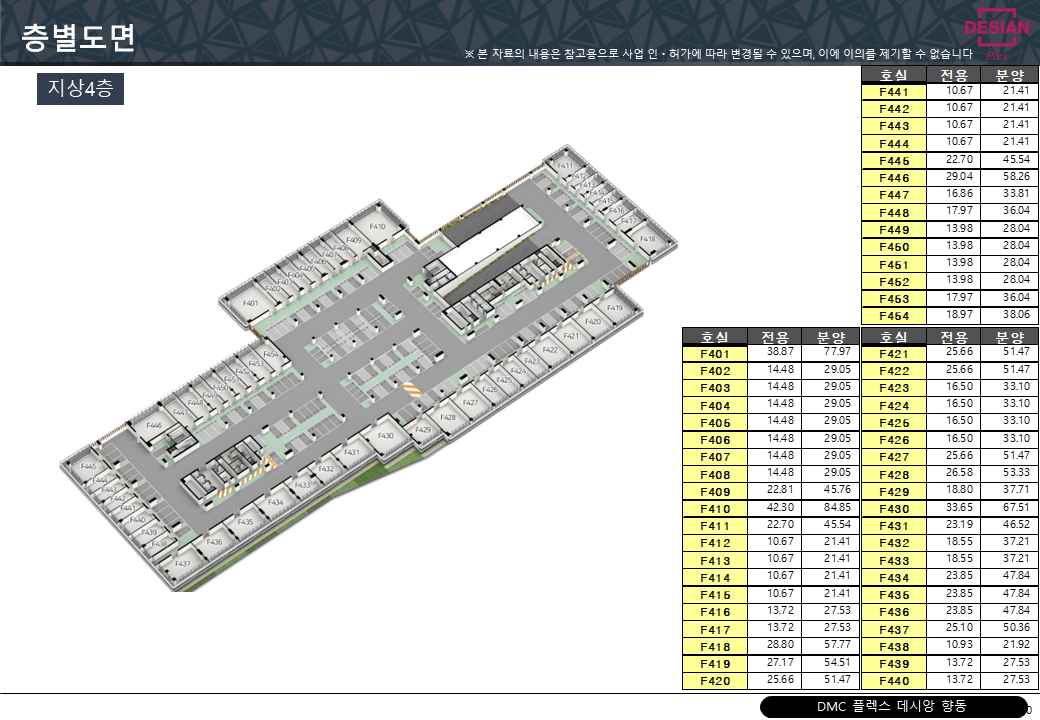 층별도면
※ 본 자료의 내용은 참고용으로 사업 인・허가에 따라 변경될 수 있으며, 이에 이의를 제기할 수 없습니다
DESIAN
Flex
지상4층
호실 전용 분양
F441 10.67 21.41
F442 10.67 21.41
F443 10.67 21.41
F444 10.67 21.41
F445 22.70 45.54
F446 29.04 58.26
F447 16.86 33.81
F448 17.97 36.04
F449 13.98 28.04
F450 13.98 28.04
F451 13.98 28.04
F452 13.98 28.04
F453 17.97 36.04
F454 18.97 38.06
호실 전용 분양 호실 전용 분양
F401 38.87 77.97 F421 25.66 51.47
F402 14.48 29.05 F422 25.66 51.47
F403 14.48 29.05 F423 16.50 33.10
F404 14.48 29.05 F424 16.50 33.10
F405 14.48 29.05 F425 16.50 33.10
F406 14.48 29.05 F426 16.50 33.10
F407 14.48 29.05 F427 25.66 51.47
F408 14.48 29.05 F428 26.58 53.33
F409 22.81 45.76 F429 18.80 37.71
F410 42.30 84.85 F430 33.65 67.51
F411 22.70 45.54 F431 23.19 46.52
F412 10.67 21.41 F432 18.55 37.21
F413 10.67 21.41 F433 18.55 37.21
F414 10.67 21.41 F434 23.85 47.84
F415 10.67 21.41 F435 23.85 47.84
F416 13.72 27.53 F436 23.85 47.84
F417 13.72 27.53 F437 25.10 50.36
F418 28.80 57.77 F438 10.93 21.92
F419 27.17 54.51 F439 13.72 27.53
F420 25.66 51.47 F440 13.72 27.53
F411
F412
F413
F414
F415
F416
F417
F418
F410
F409
F408
F407
F406
F405
F404
F403
F402
F401
F419
F420
F421
F422
F423
F424
F425
F426
F427
F428
F429
F430
F431
F432
F433
F434
F435
F436
F437
F454
F453
F452
F451
F450
F449
F448
F447
F446
F445
F444
F443
F442
F441
F440
F439
F438
DMC 플렉스 데시앙 향동